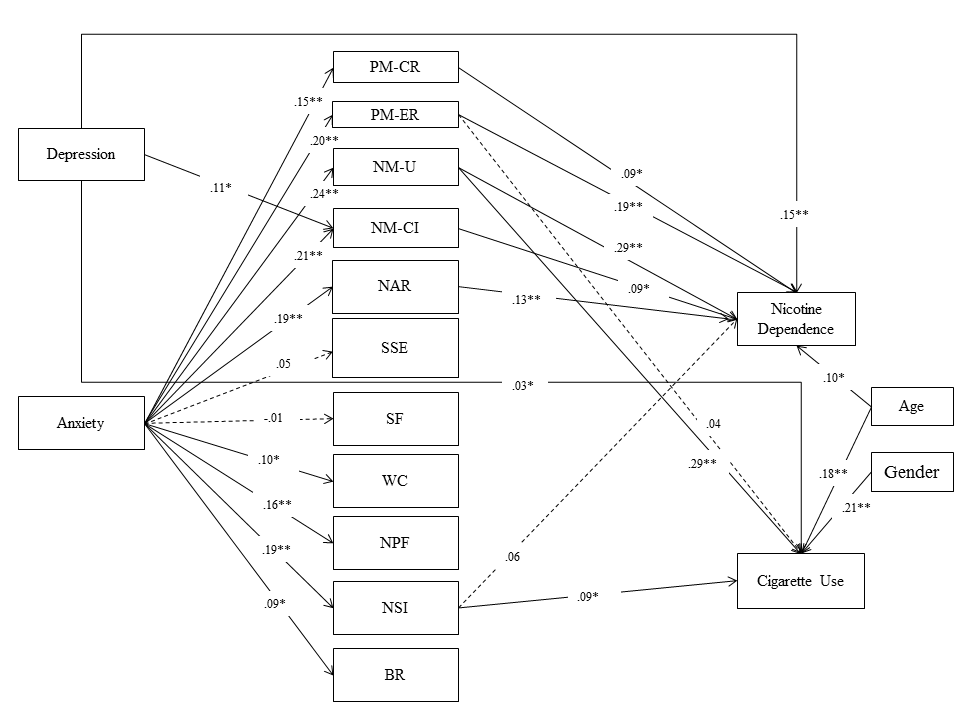 PM-CR
.15**
PM-ER
.20**
Depression
NM-U
.09*
.11*
.24**
.19**
.15**
NM-CI
.21**
.29**
NAR
.09*
.13**
Nicotine
Dependence
.19**
SSE
.05
.03*
.10*
Anxiety
SF
-.01
Age
.04
.10*
WC
.29**
.18**
Gender
.16**
.21**
NPF
.19**
.06
NSI
.09*
Cigarette Use
.09*
BR